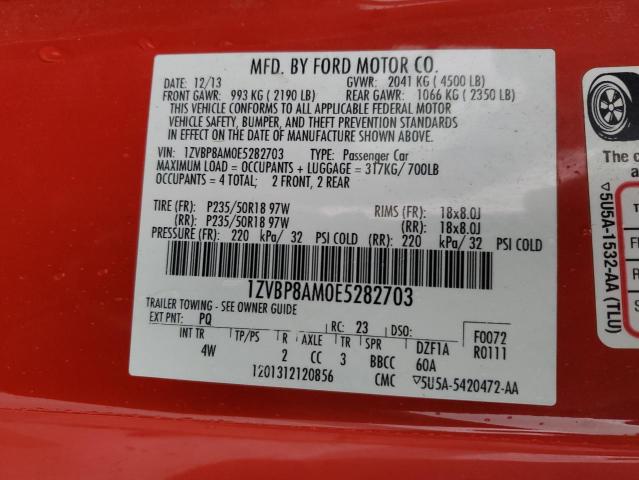 MFD. BY FORD MOTOR CO.
DATE: 12/13 GVWR: 2041 KG ( 4500 LB)
FRONT GAWR: 993 KG ( 2190 LB) REAR GAWR: 1066 KG ( 2350 LB)
THIS VEHICLE CONFORMS TO ALL APPLICABLE FEDERAL MOTOR
VEHICLE SAFETY, BUMPER, AND THEFT PREVENTION STANDARDS
IN EFFECT ON THE DATE OF MANUFACTURE SHOWN ABOVE.
VIN: 1ZVBP8AM0E5282703 TYPE: Passenger Car
MAXIMUM LOAD = OCCUPANTS + LUGGAGE = 317KG/ 700LB
OCCUPANTS = 4 TOTAL; 2 FRONT, 2 REAR
TIRE (FR): P235/50R18 97W RIMS (FR): 18x8.0J
(RR): P235/50R18 97W (RR): 18x8.0J
PRESSURE (FR): 220 kPa/ 32 PSI COLD (RR): 220 kPa/ 32 PSI COLD
1ZVBP8AM0E5282703
TRAILER TOWING - SEE OWNER GUIDE
EXT PNT: PQ RC: 23 DSO: F0072
INT TR TP/PS R AXLE TR SPR DZF1A R0111
4W 2 CC 3 BBCC 60A
1201312120856 CMC ▽5U5A-5420472-AA
The c
a
T
F
R
S
▽5U5A-1532-AA (TLU)